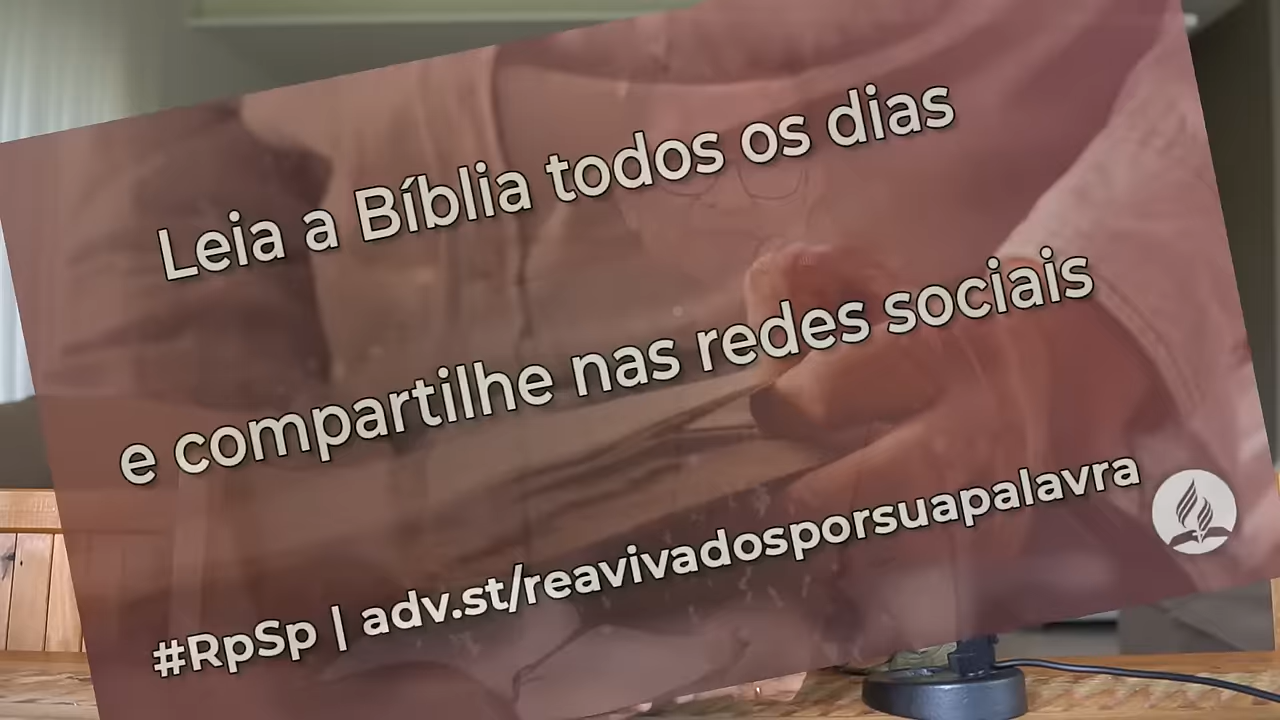 Leia a Bíblia todos os dias
e compartilhe nas redes sociais
#RpSp | adv.st/reavivadosporsuapalavra